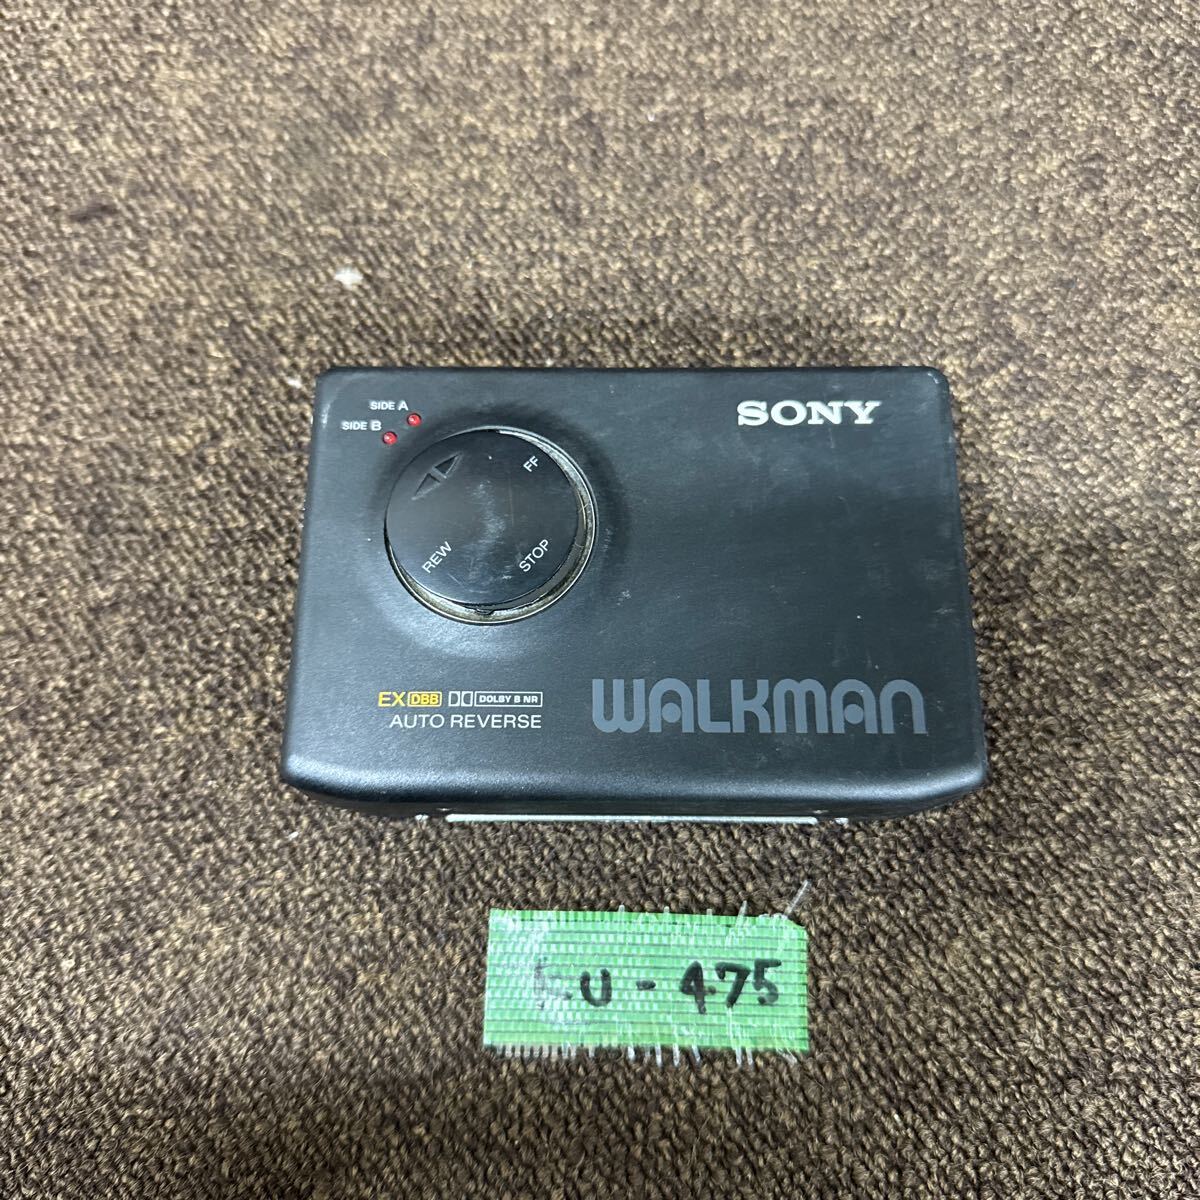 SIDE A
SIDE B
SONY
FF
REW
STOP
EX DBB DOLBY B NR
AUTO REVERSE
WALKMAN
U - 475